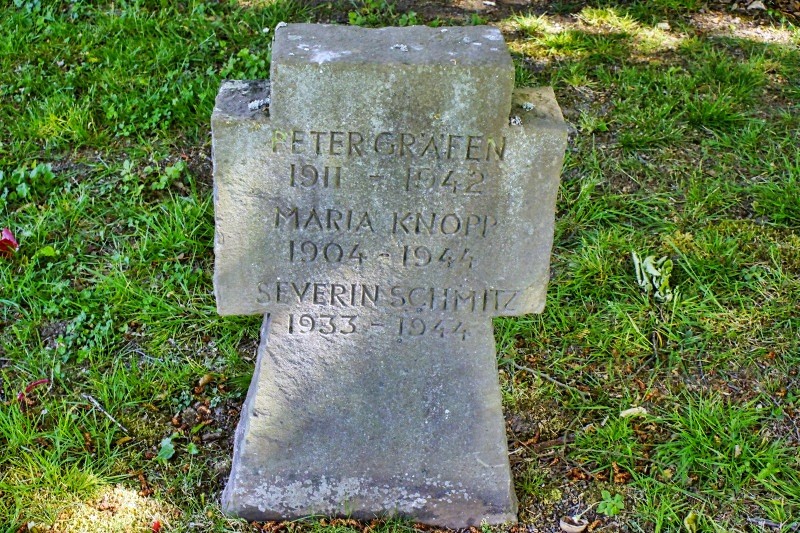 PETER GRÄFEN
1911 - 1942
MARIA KNOPP
1904 - 1944
SEVERIN SCHMITZ
1933 - 1944